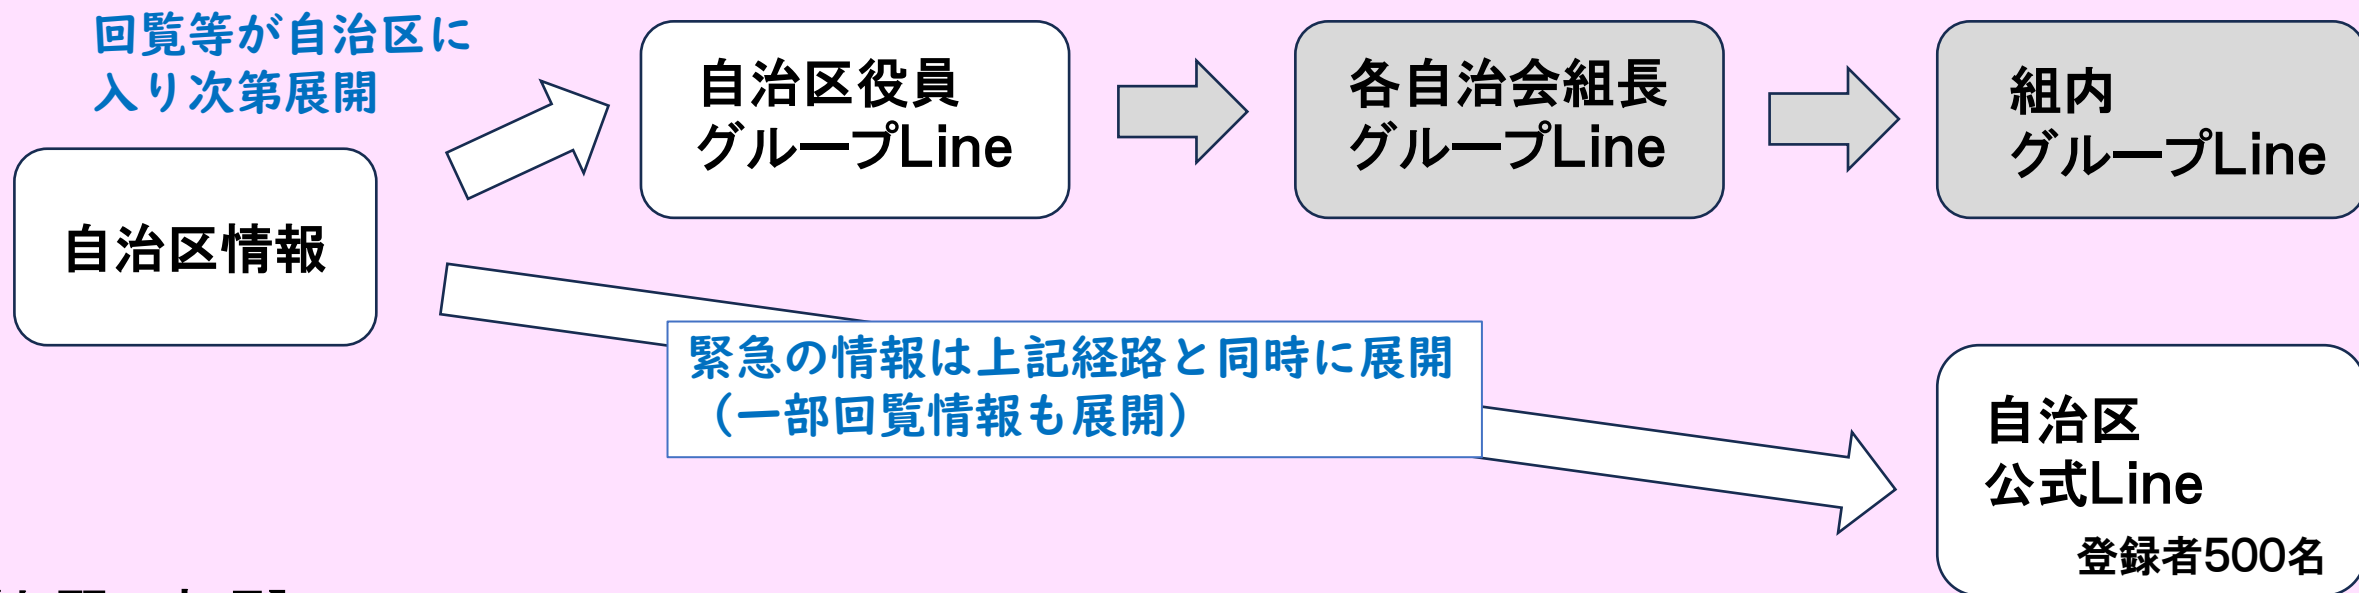 回覧等が自治区に
入り次第展開
自治区情報
自治区役員
グループLine
各自治会組長
グループLine
組内
グループLine
緊急の情報は上記経路と同時に展開
（一部回覧情報も展開）
自治区
公式Line
登録者500名